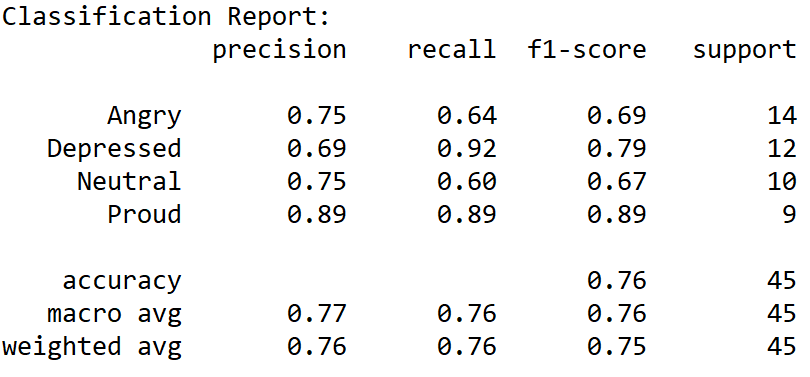 Classification Report:
precision recall f1-score support
Angry 0.75 0.64 0.69 14
Depressed 0.69 0.92 0.79 12
Neutral 0.75 0.60 0.67 10
Proud 0.89 0.89 0.89 9
accuracy 0.76 45
macro avg 0.77 0.76 0.76 45
weighted avg 0.76 0.76 0.75 45